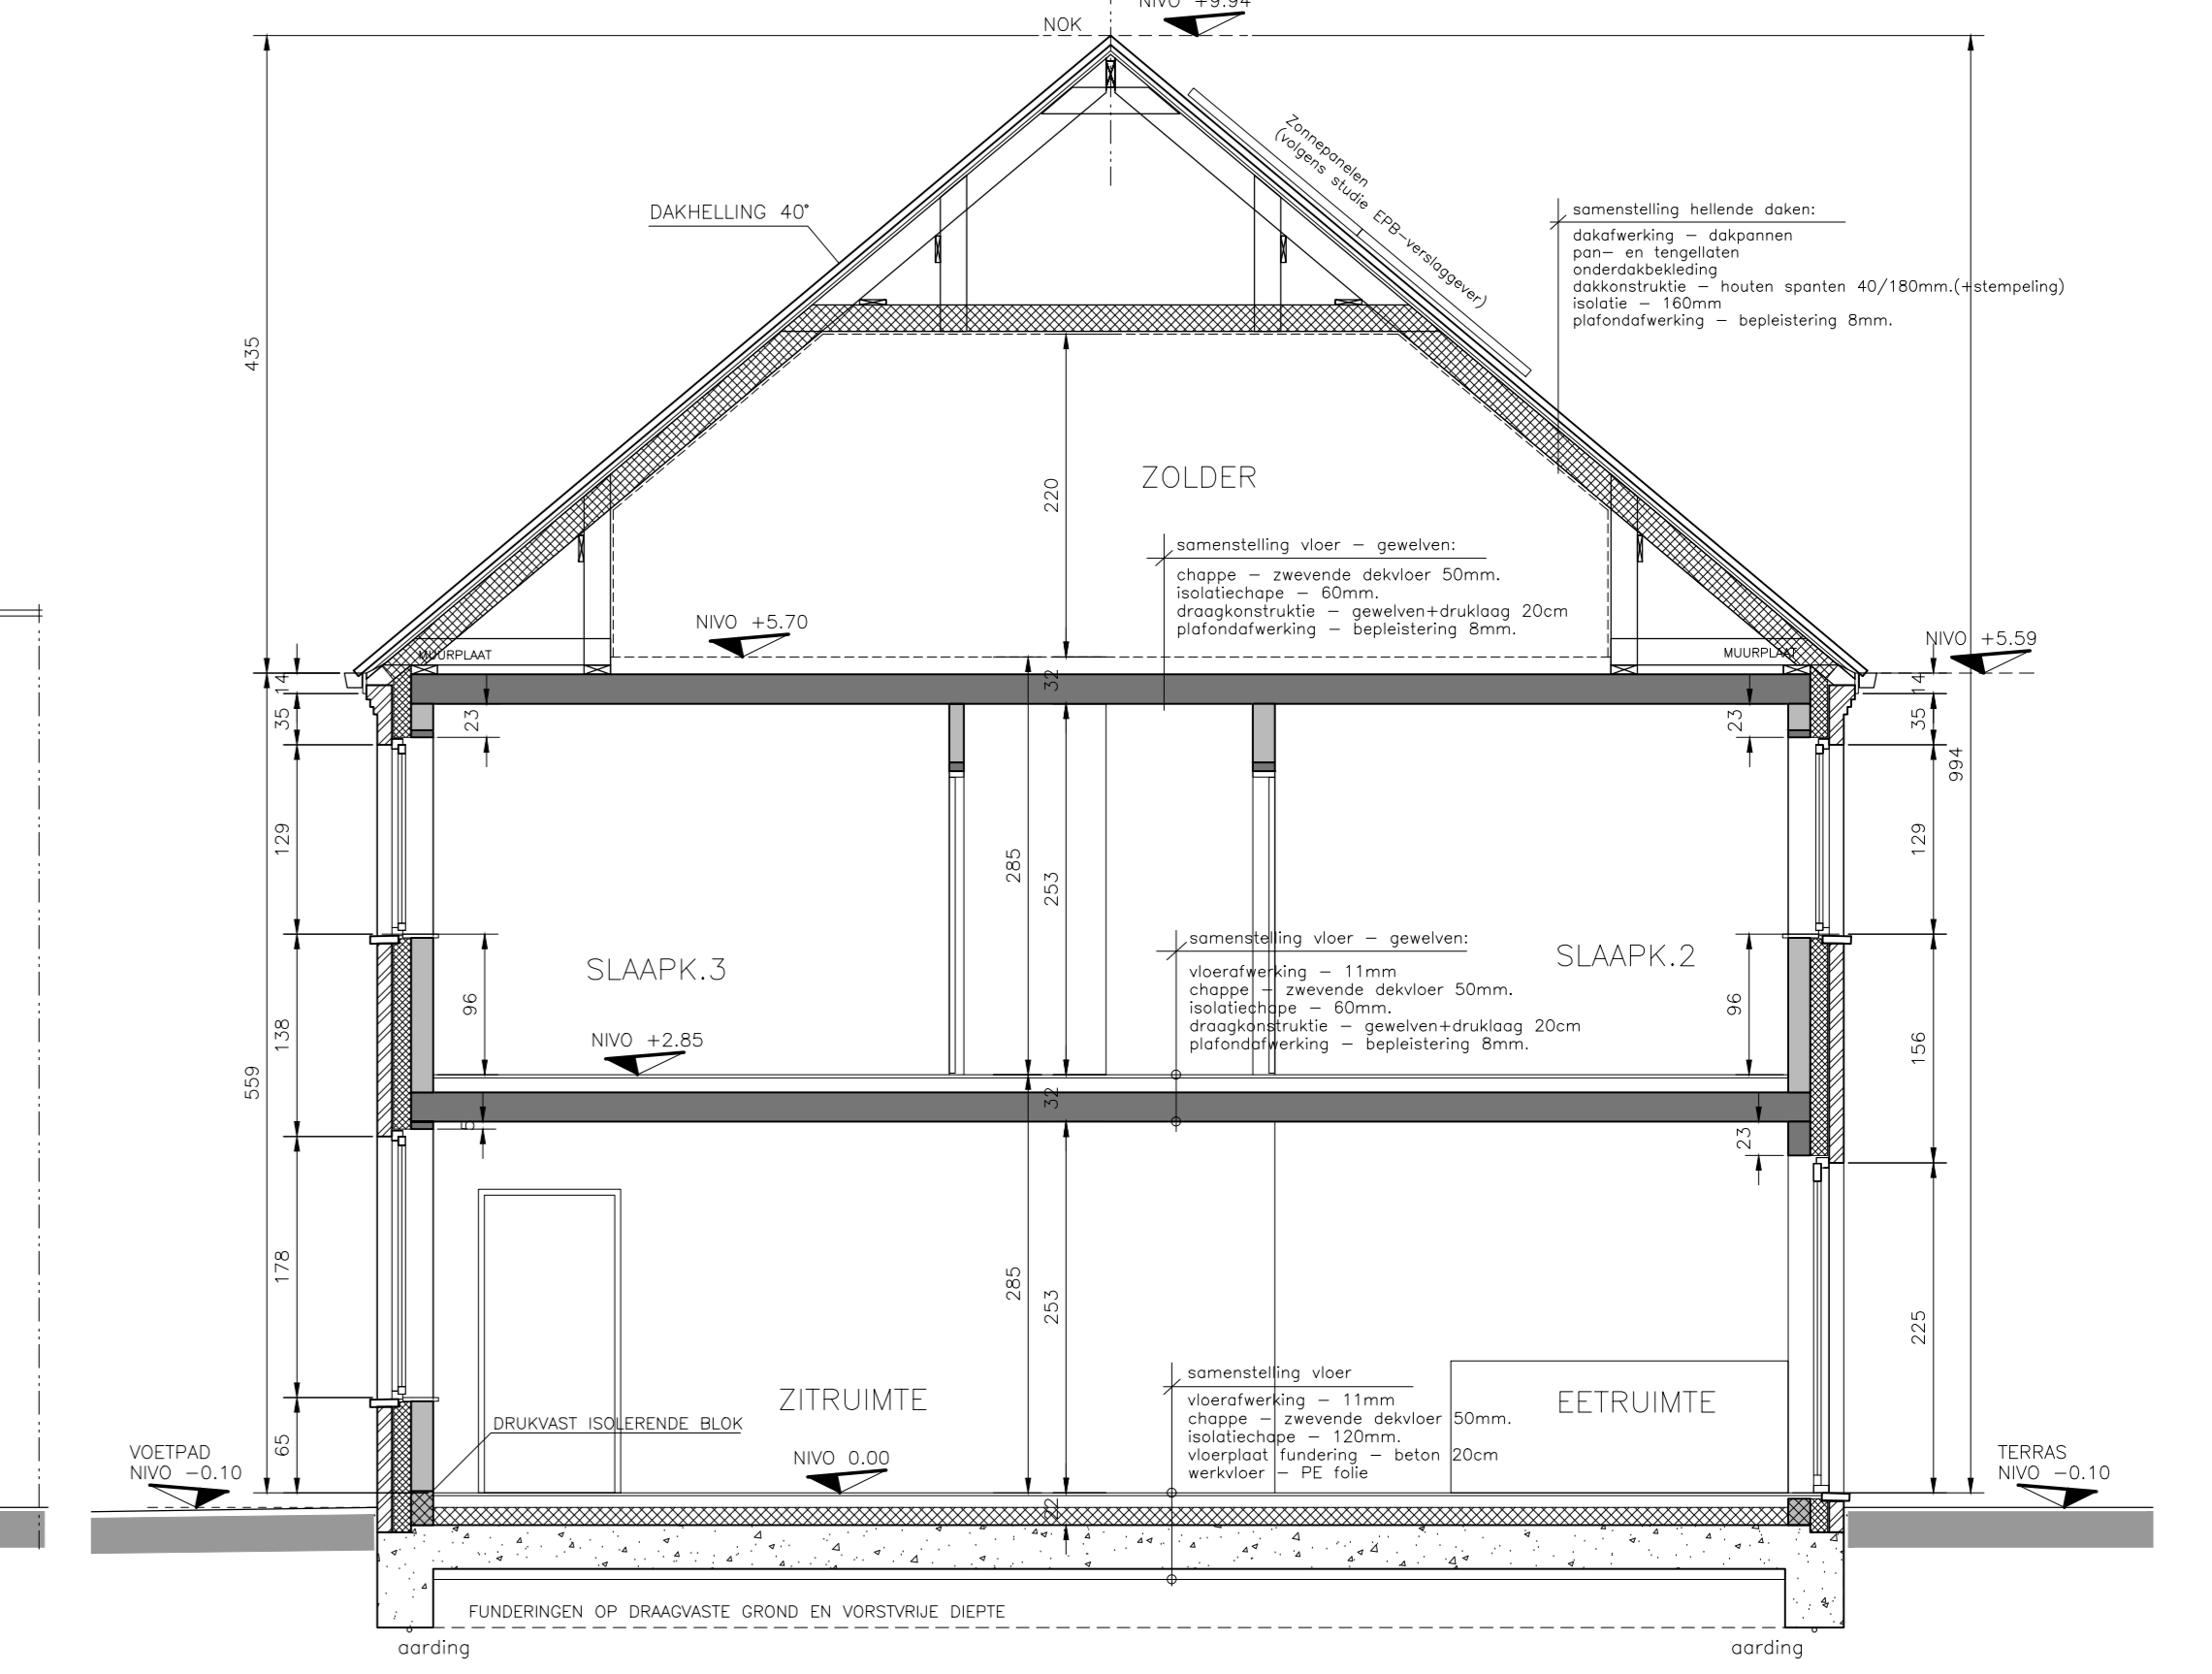 NIVO +9.94
NOK
DAKHELLING 40°
Zonnepanelen
(volgens studie EPB-verslaggever)
samenstelling hellende daken:
dakafwerking - dakpannen
pan- en tengellaten
onderdakbekleding
dakkonstruktie - houten spanten 40/180mm.(+stempeling)
isolatie - 160mm
plafondafwerking - bepleistering 8mm.
435
220
ZOLDER
samenstelling vloer - gewelven:
chappe - zwevende dekvloer 50mm.
isolatiechape - 60mm.
draagkonstruktie - gewelven+druklaag 20cm
plafondafwerking - bepleistering 8mm.
NIVO +5.70
NIVO +5.59
MUURPLAAT
MUURPLAAT
14
32
14
35
23
23
35
994
129
285
253
129
SLAAPK.3
SLAAPK.2
samenstelling vloer - gewelven:
vloerafwerking - 11mm
chappe - zwevende dekvloer 50mm.
isolatiechape - 60mm.
draagkonstruktie - gewelven+druklaag 20cm
plafondafwerking - bepleistering 8mm.
96
96
138
156
NIVO +2.85
559
32
23
178
285
253
225
ZITRUIMTE
EETRUIMTE
samenstelling vloer
vloerafwerking - 11mm
chappe - zwevende dekvloer 50mm.
isolatiechape - 120mm.
vloerplaat fundering - beton 20cm
werkvloer - PE folie
DRUKVAST ISOLERENDE BLOK
65
VOETPAD
NIVO -0.10
NIVO 0.00
TERRAS
NIVO -0.10
22
FUNDERINGEN OP DRAAGVASTE GROND EN VORSTVRIJE DIEPTE
aarding
aarding